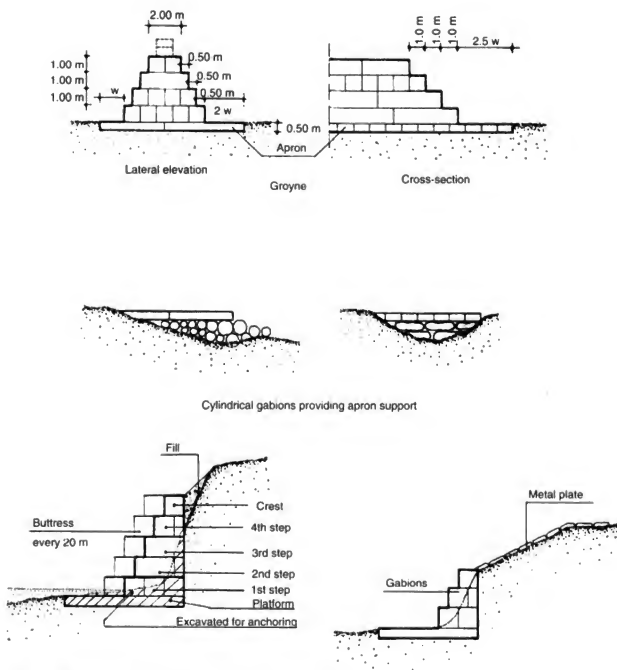 2.00 m
1.0 m
1.0 m
1.0 m
2.5 w
1.00 m
0.50 m
1.00 m
0.50 m
1.00 m
w
0.50 m
2 w
0.50 m
Apron
Lateral elevation
Cross-section
Groyne
Cylindrical gabions providing apron support
Fill
Metal plate
Crest
Buttress
every 20 m
4th step
3rd step
Gabions
2nd step
1st step
Platform
Excavated for anchoring